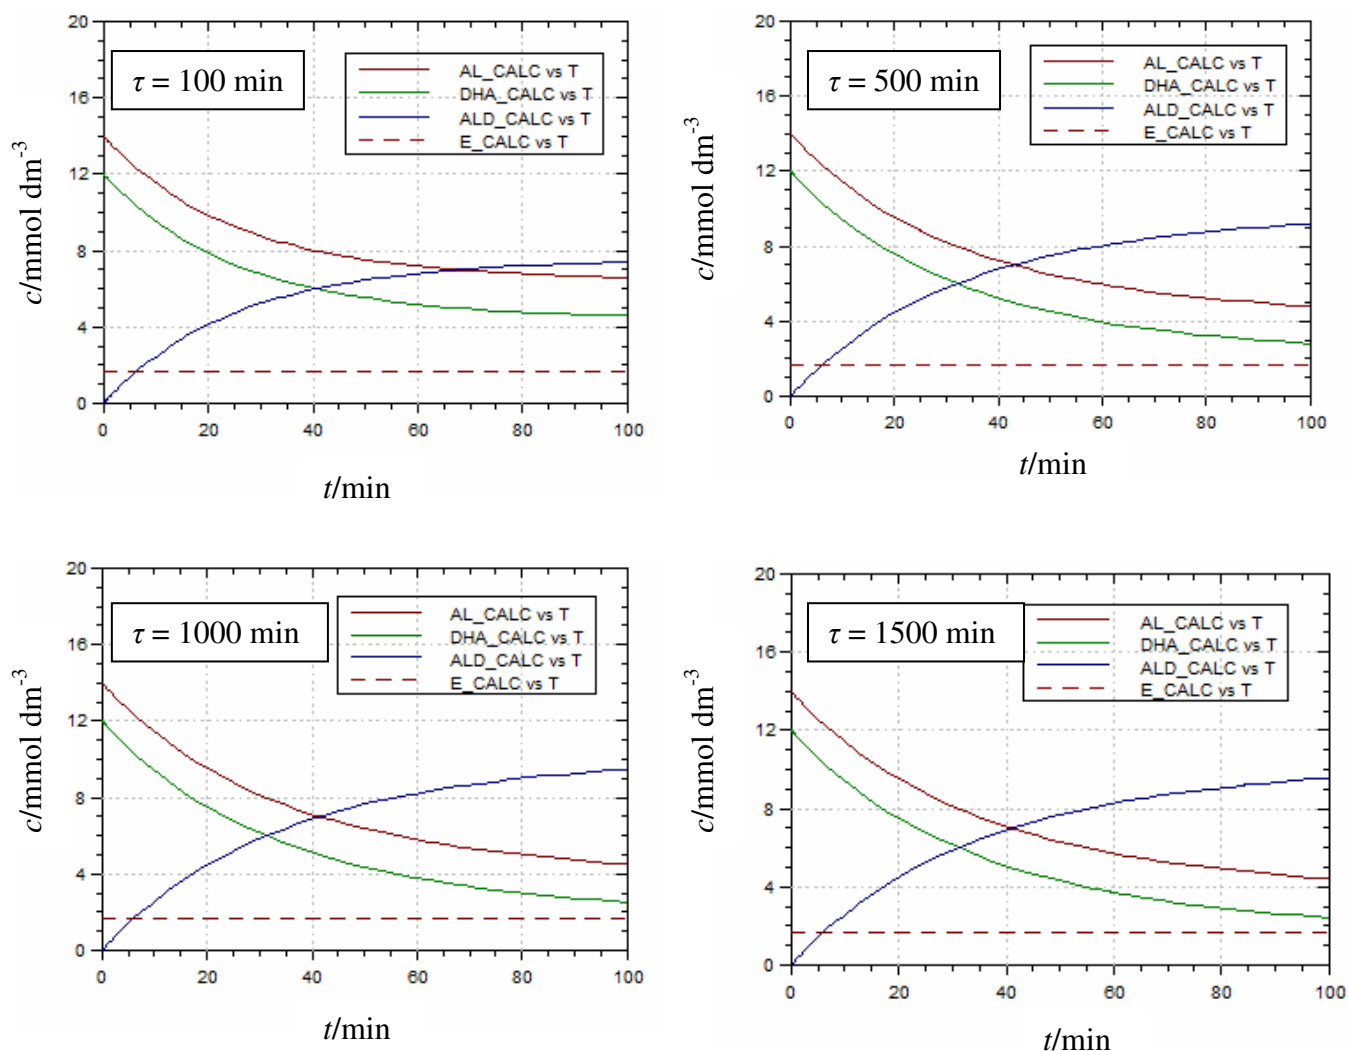 τ = 100 min
AL_CALC vs T
DHA_CALC vs T
ALD_CALC vs T
E_CALC vs T
20
16
12
8
4
0
c/mmol dm-3
0 20 40 60 80 100
t/min
τ = 500 min
AL_CALC vs T
DHA_CALC vs T
ALD_CALC vs T
E_CALC vs T
20
16
12
8
4
0
c/mmol dm-3
0 20 40 60 80 100
t/min
τ = 1000 min
AL_CALC vs T
DHA_CALC vs T
ALD_CALC vs T
E_CALC vs T
20
16
12
8
4
0
c/mmol dm-3
0 20 40 60 80 100
t/min
τ = 1500 min
AL_CALC vs T
DHA_CALC vs T
ALD_CALC vs T
E_CALC vs T
20
16
12
8
4
0
c/mmol dm-3
0 20 40 60 80 100
t/min